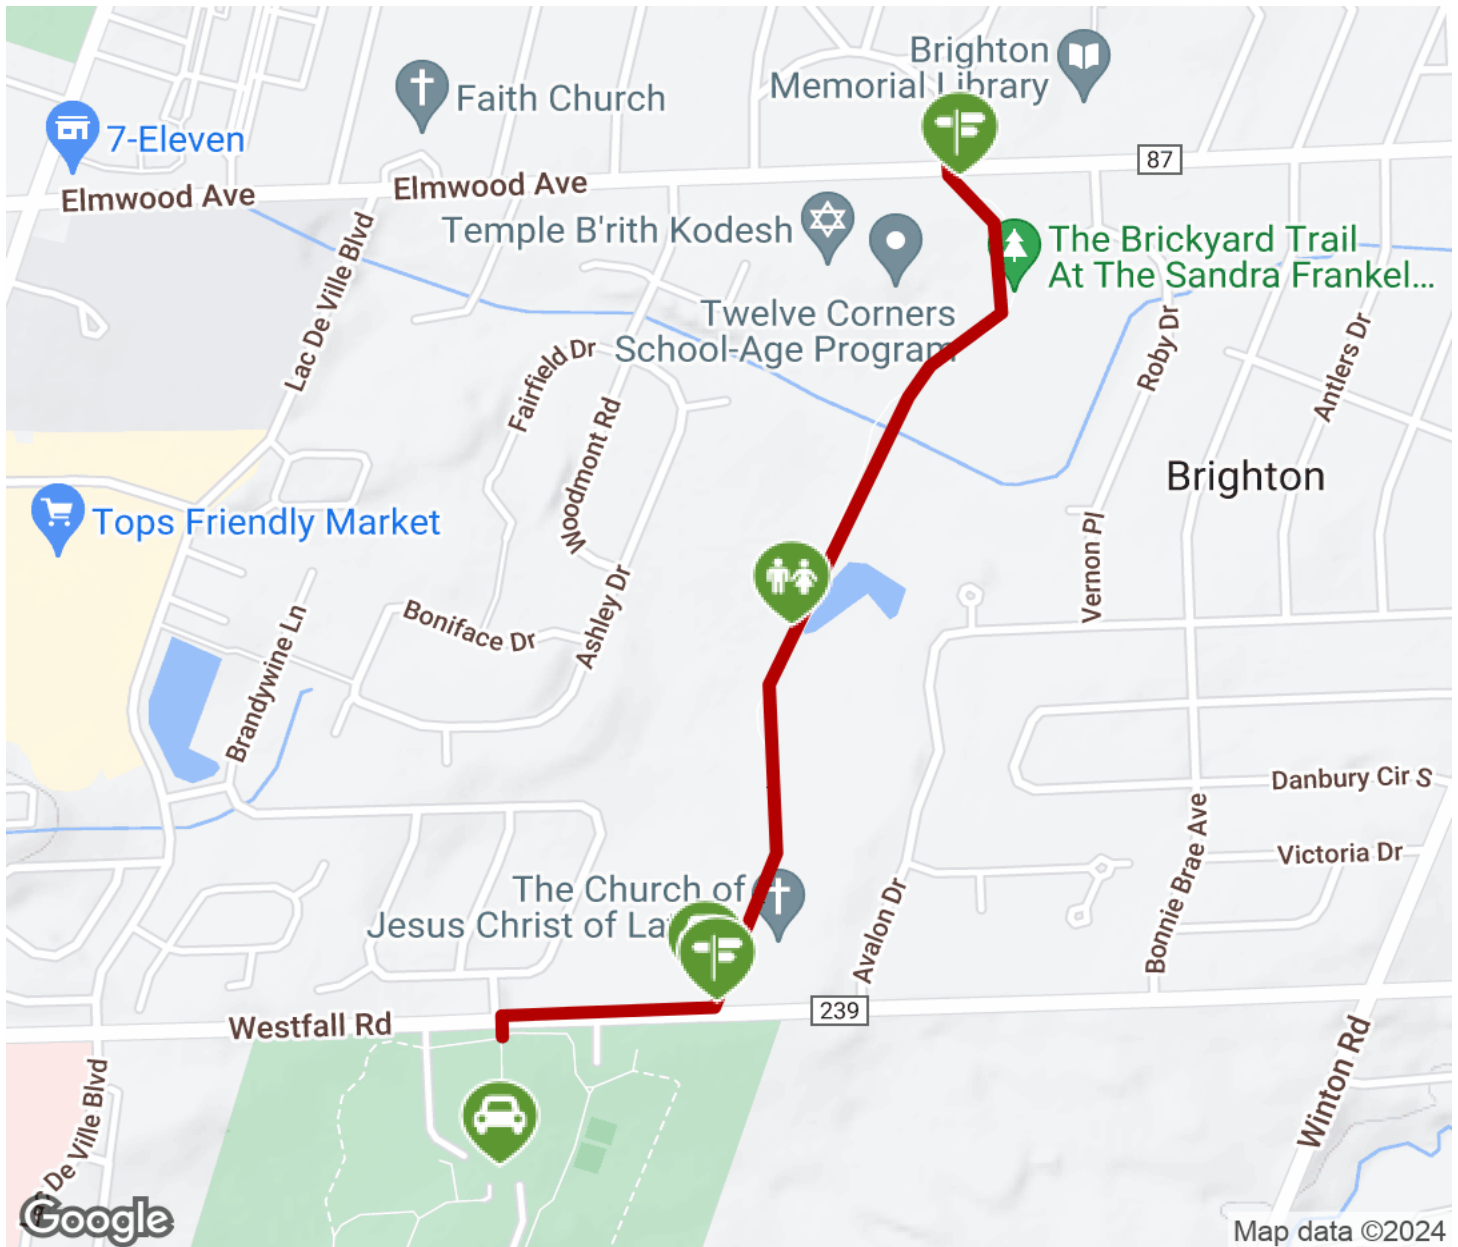 Brighton
Memorial Library
Faith Church
7-Eleven
87
Elmwood Ave
Elmwood Ave
Temple B'rith Kodesh
The Brickyard Trail
At The Sandra Frankel...
Lac De Ville Blvd
Twelve Corners
School-Age Program
Fairfield Dr
Roby Dr
Antlers Dr
Woodmont Rd
Brighton
Tops Friendly Market
Vernon Pl
Ashley Dr
Boniface Dr
Brandywine Ln
Danbury Cir S
Victoria Dr
Bonnie Brae Ave
The Church of
Jesus Christ of La
Avalon Dr
239
Westfall Rd
Winton Rd
De Ville Blvd
Google
Map data ©2024